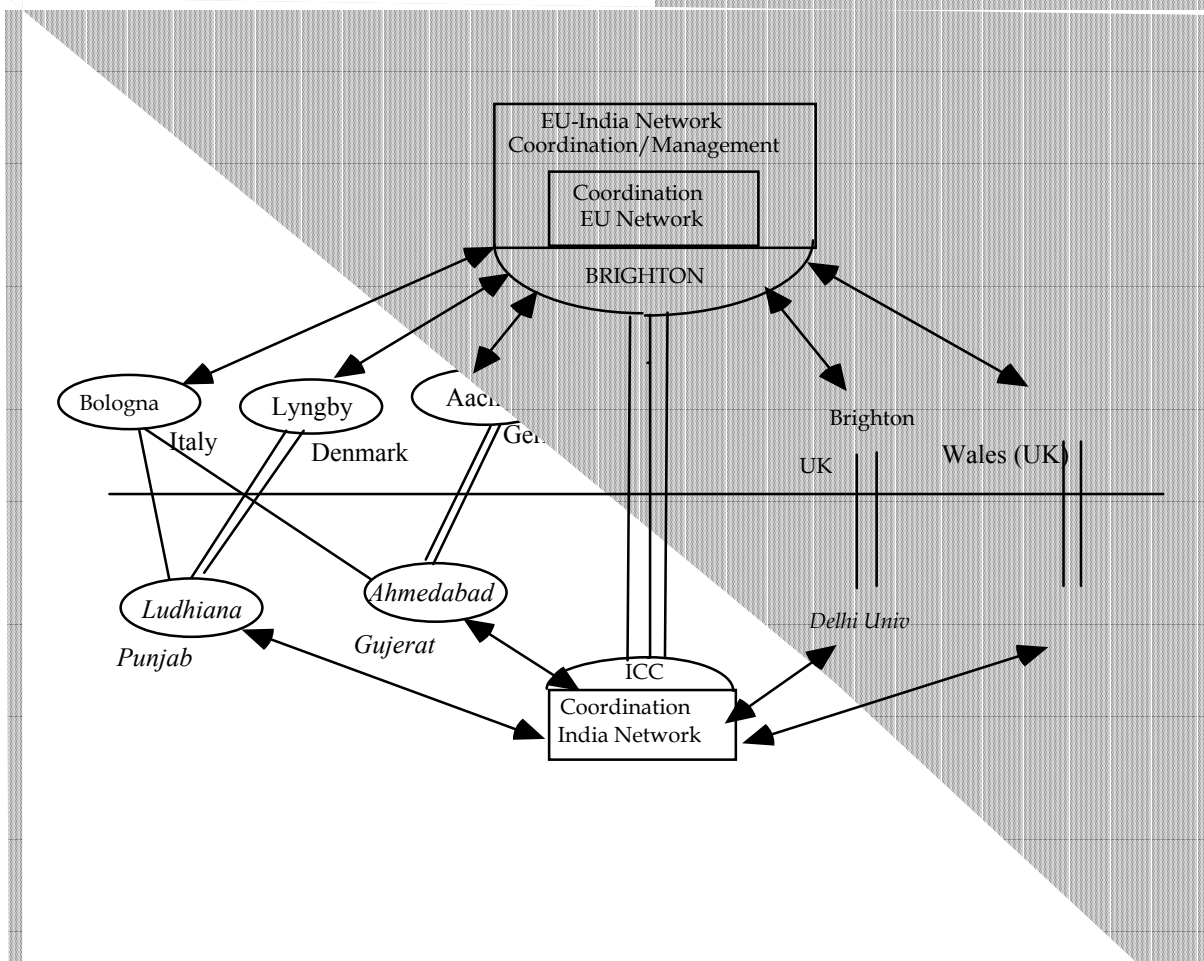 EU-India Network
Coordination/Management
Coordination
EU Network
BRIGHTON
Bologna
Italy
Lyngby
Denmark
Brighton
UK
Wales (UK)
Ludhiana
Punjab
Ahmedabad
Gujerat
Delhi Univ
ICC
Coordination
India Network